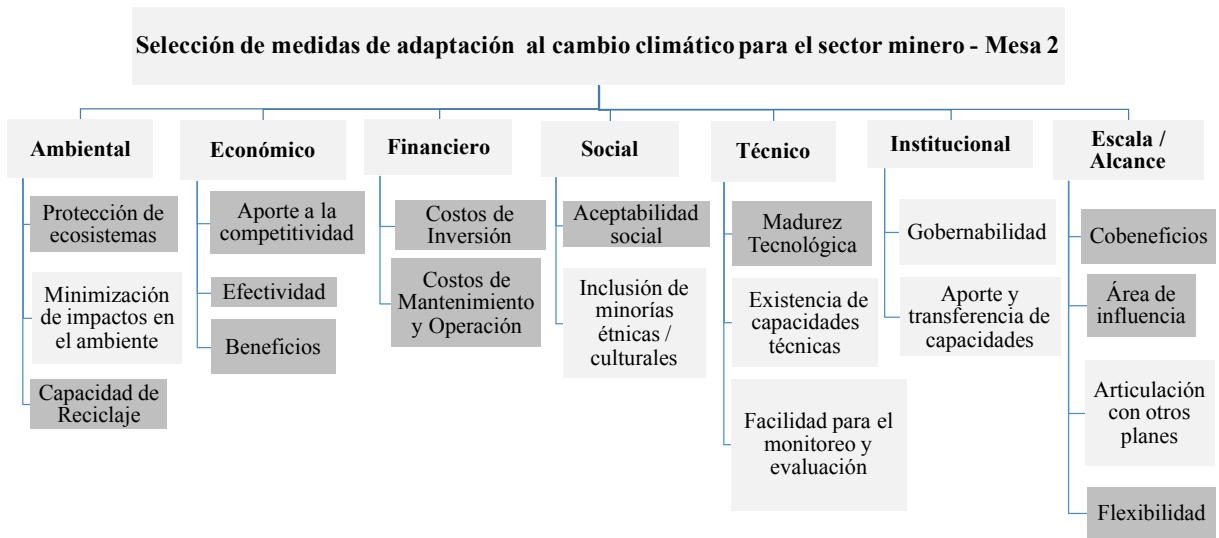 Selección de medidas de adaptación al cambio climático para el sector minero - Mesa 2
Ambiental
Protección de
ecosistemas
Minimización
de impactos en
el ambiente
Capacidad de
Reciclaje
Económico
Aporte a la
competitividad
Efectividad
Beneficios
Financiero
Costos de
Inversión
Costos de
Mantenimiento
y Operación
Social
Aceptabilidad
social
Inclusión de
minorías
étnicas /
culturales
Técnico
Madurez
Tecnológica
Existencia de
capacidades
técnicas
Facilidad para el
monitoreo y
evaluación
Institucional
Gobernabilidad
Aporte y
transferencia de
capacidades
Escala /
Alcance
Cobeneficios
Área de
influencia
Articulación
con otros
planes
Flexibilidad